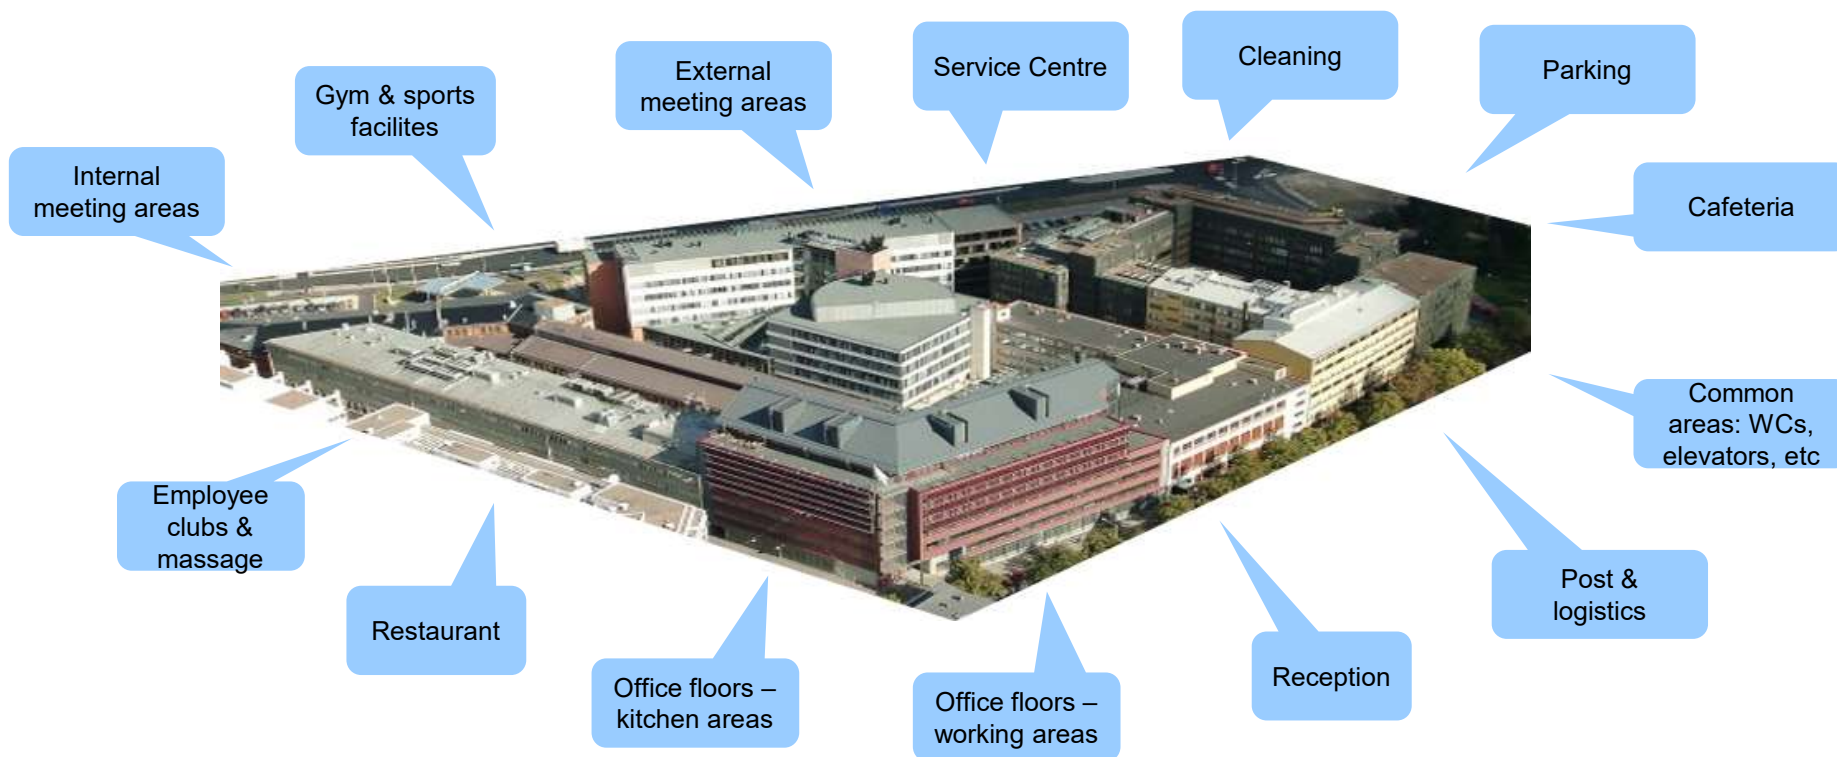 Internal
meeting areas
Gym & sports
facilites
External
meeting areas
Service Centre
Cleaning
Parking
Cafeteria
Common
areas: WCs,
elevators, etc
Post &
logistics
Reception
Office floors –
working areas
Office floors –
kitchen areas
Restaurant
Employee
clubs &
massage